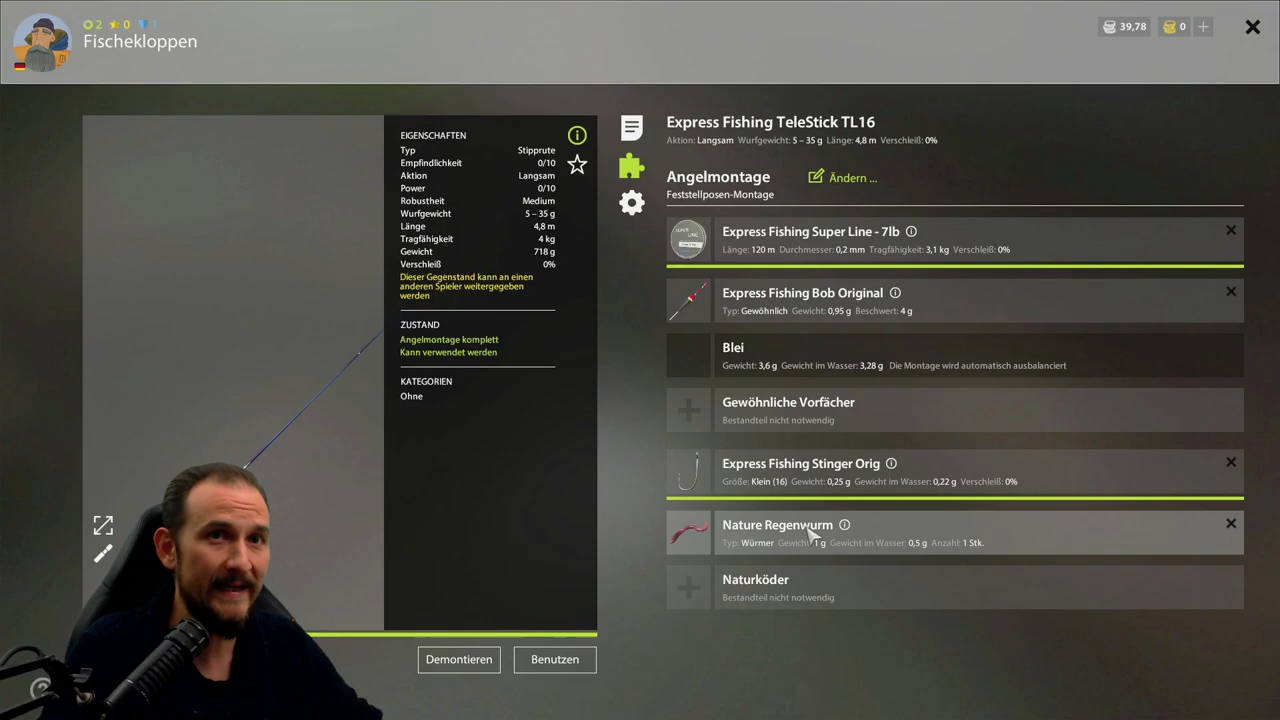 2 0 1
Fischekloppen
39,78 0
EIGENSCHAFTEN
Typ Stipprute
Empfindlichkeit 0/10
Aktion Langsam
Power 0/10
Robustheit Medium
Wurfgewicht 5 – 35 g
Länge 4,8 m
Tragfähigkeit 4 kg
Gewicht 718 g
Verschleiß 0%
Dieser Gegenstand kann an einen
anderen Spieler weitergegeben
werden
ZUSTAND
Angelmontage komplett
Kann verwendet werden
KATEGORIEN
Ohne
Demontieren Benutzen
Express Fishing TeleStick TL16
Aktion: Langsam Wurfgewicht: 5 – 35 g Länge: 4,8 m Verschleiß: 0%
Angelmontage Ändern ...
Feststellposen-Montage
Express Fishing Super Line - 7lb
Länge: 120 m Durchmesser: 0,2 mm Tragfähigkeit: 3,1 kg Verschleiß: 0%
Express Fishing Bob Original
Typ: Gewöhnlich Gewicht: 0,95 g Beschwert: 4 g
Blei
Gewicht: 3,6 g Gewicht im Wasser: 3,28 g Die Montage wird automatisch ausbalanciert
Gewöhnliche Vorfächer
Bestandteil nicht notwendig
Express Fishing Stinger Orig
Größe: Klein (16) Gewicht: 0,25 g Gewicht im Wasser: 0,22 g Verschleiß: 0%
Nature Regenwurm
Typ: Würmer Gewicht: 1 g Gewicht im Wasser: 0,5 g Anzahl: 1 Stk.
Naturköder
Bestandteil nicht notwendig